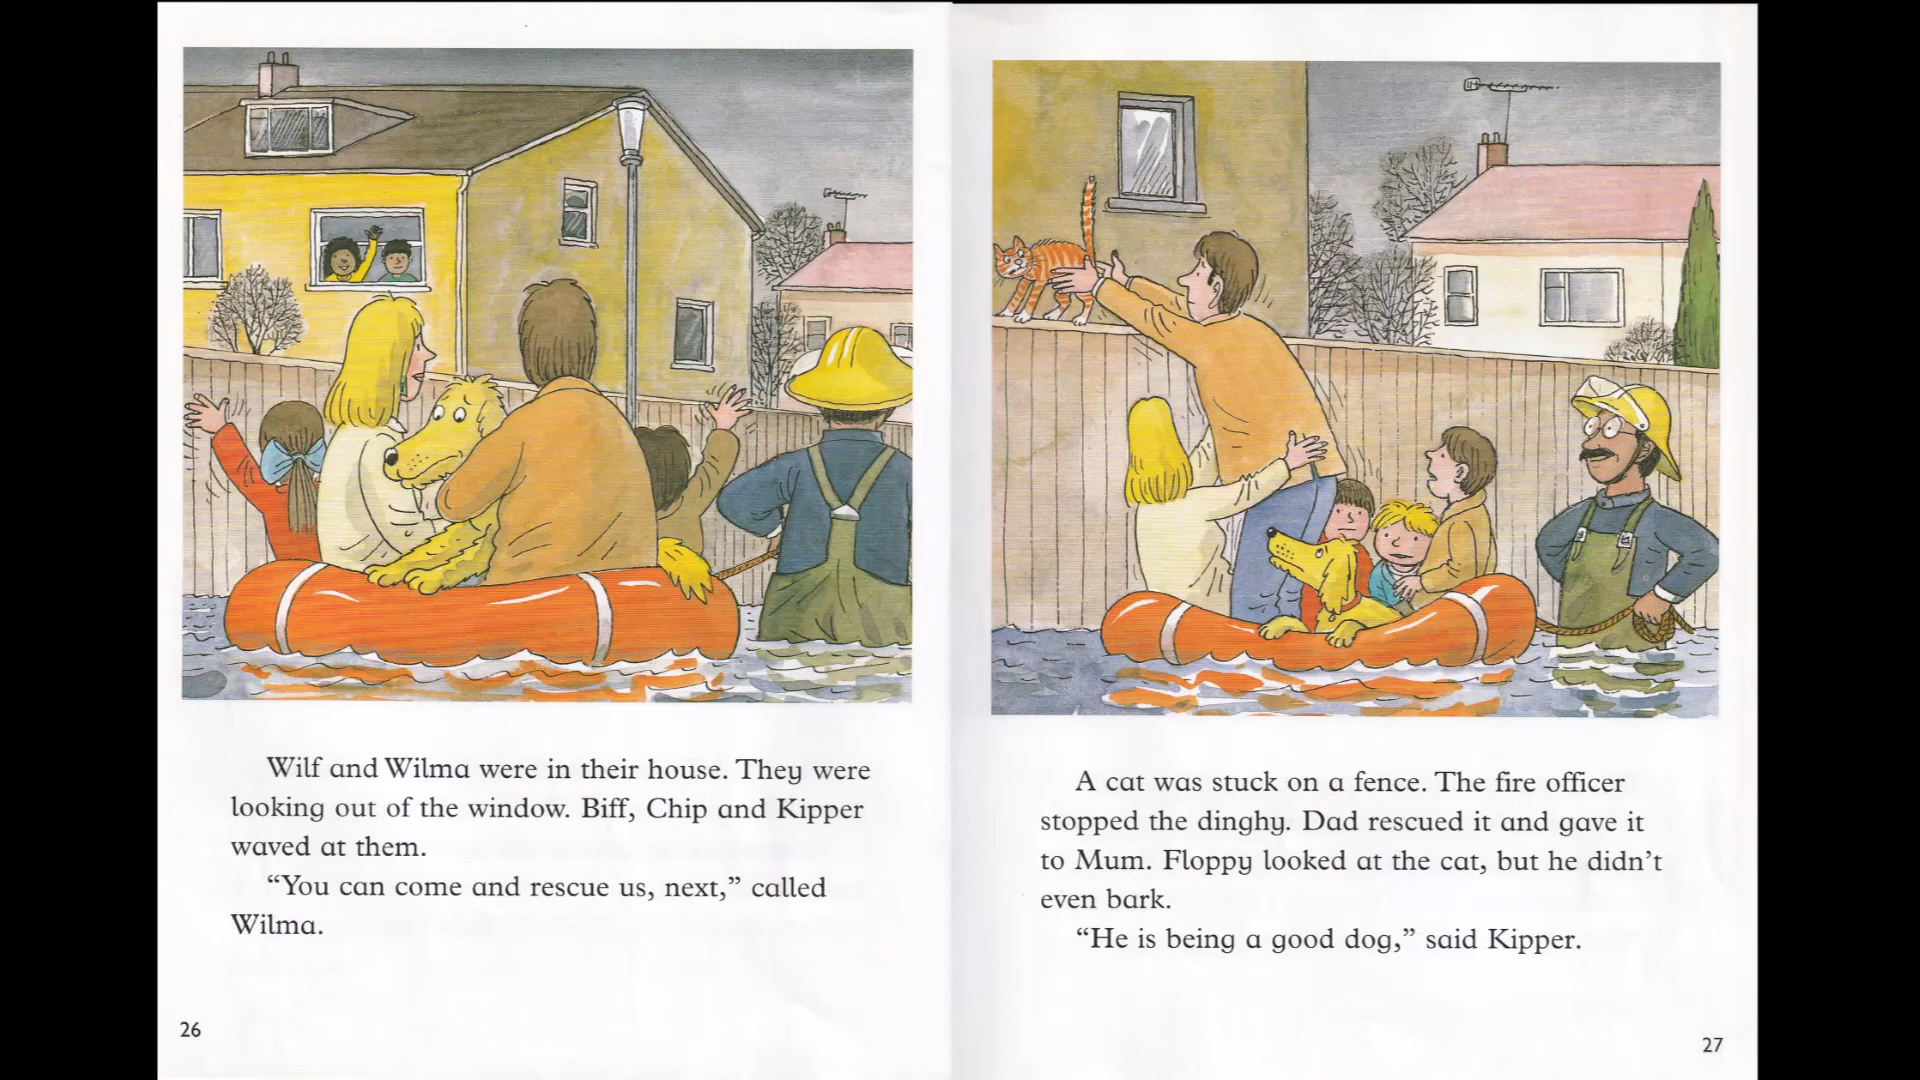 Wilf and Wilma were in their house. They were
looking out of the window. Biff, Chip and Kipper
waved at them.
“You can come and rescue us, next,” called
Wilma.
26
A cat was stuck on a fence. The fire officer
stopped the dinghy. Dad rescued it and gave it
to Mum. Floppy looked at the cat, but he didn’t
even bark.
“He is being a good dog,” said Kipper.
27